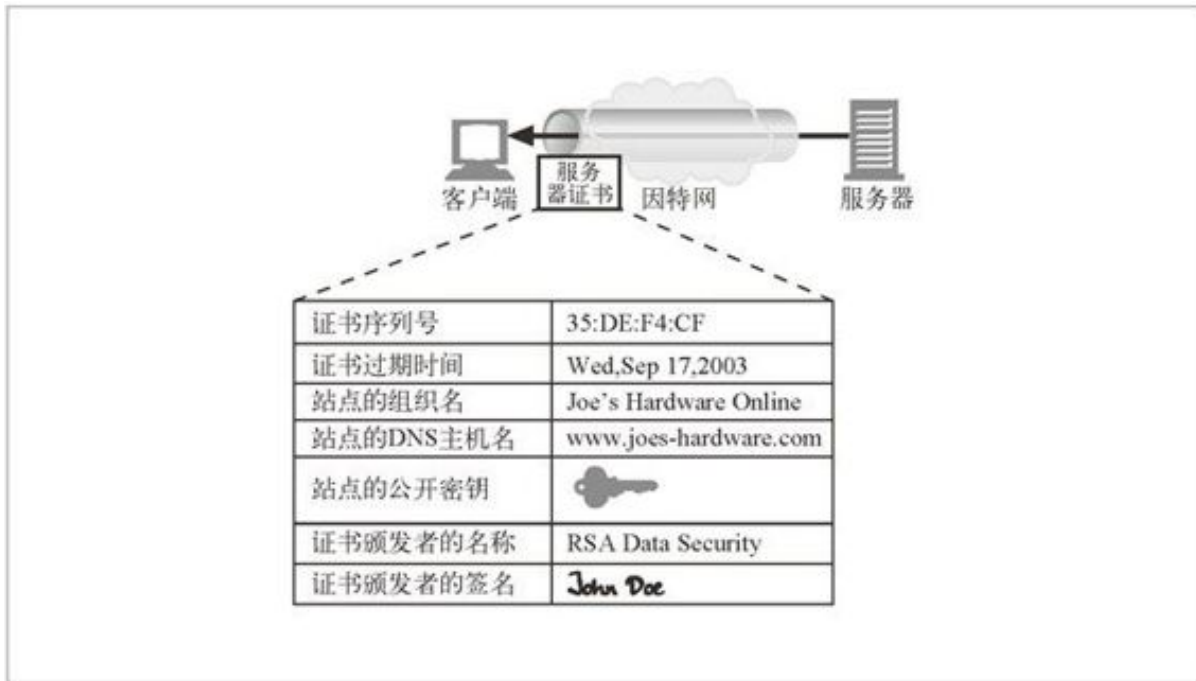 客户端
服务
器证书
因特网
服务器
证书序列号 35:DE:F4:CF
证书过期时间 Wed,Sep 17,2003
站点的组织名 Joe's Hardware Online
站点的DNS主机名 www.joes-hardware.com
站点的公开密钥
证书颁发者的名称 RSA Data Security
证书颁发者的签名 John Doe